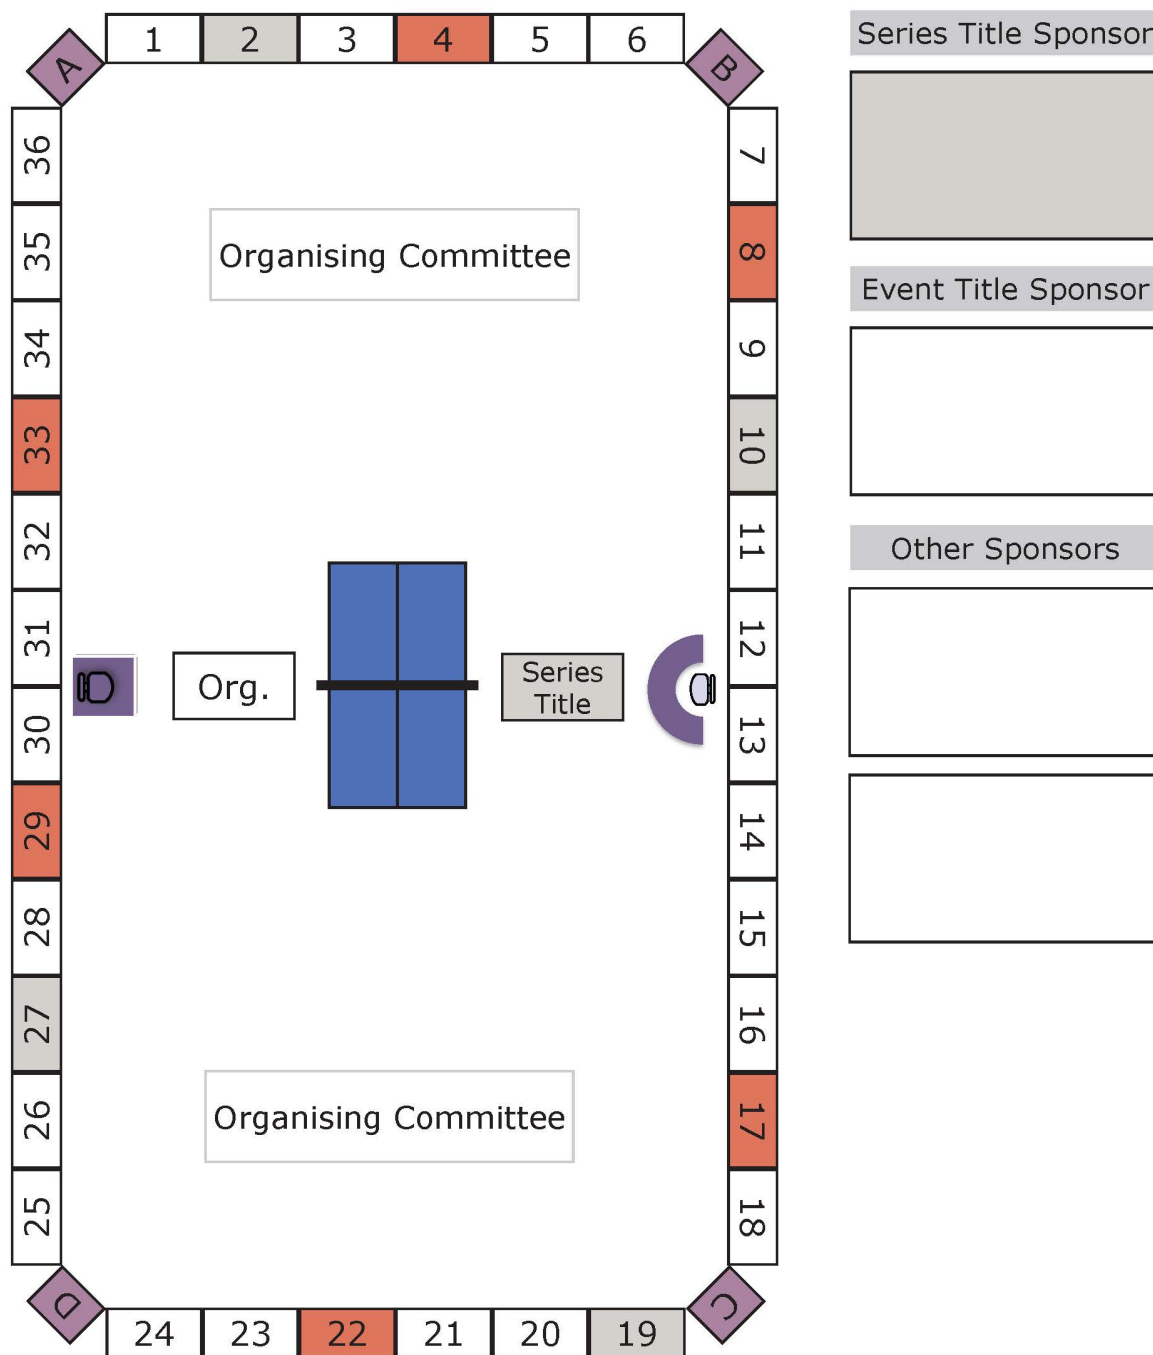 1 2 3 4 5 6
A
B
36
35
34
33
32
31
30
29
28
27
26
25
Organising Committee
Org.
Series
Title
Organising Committee
7
8
9
10
11
12
13
14
15
16
17
18
D
C
24 23 22 21 20 19
Series Title Sponsor
Event Title Sponsor
Other Sponsors